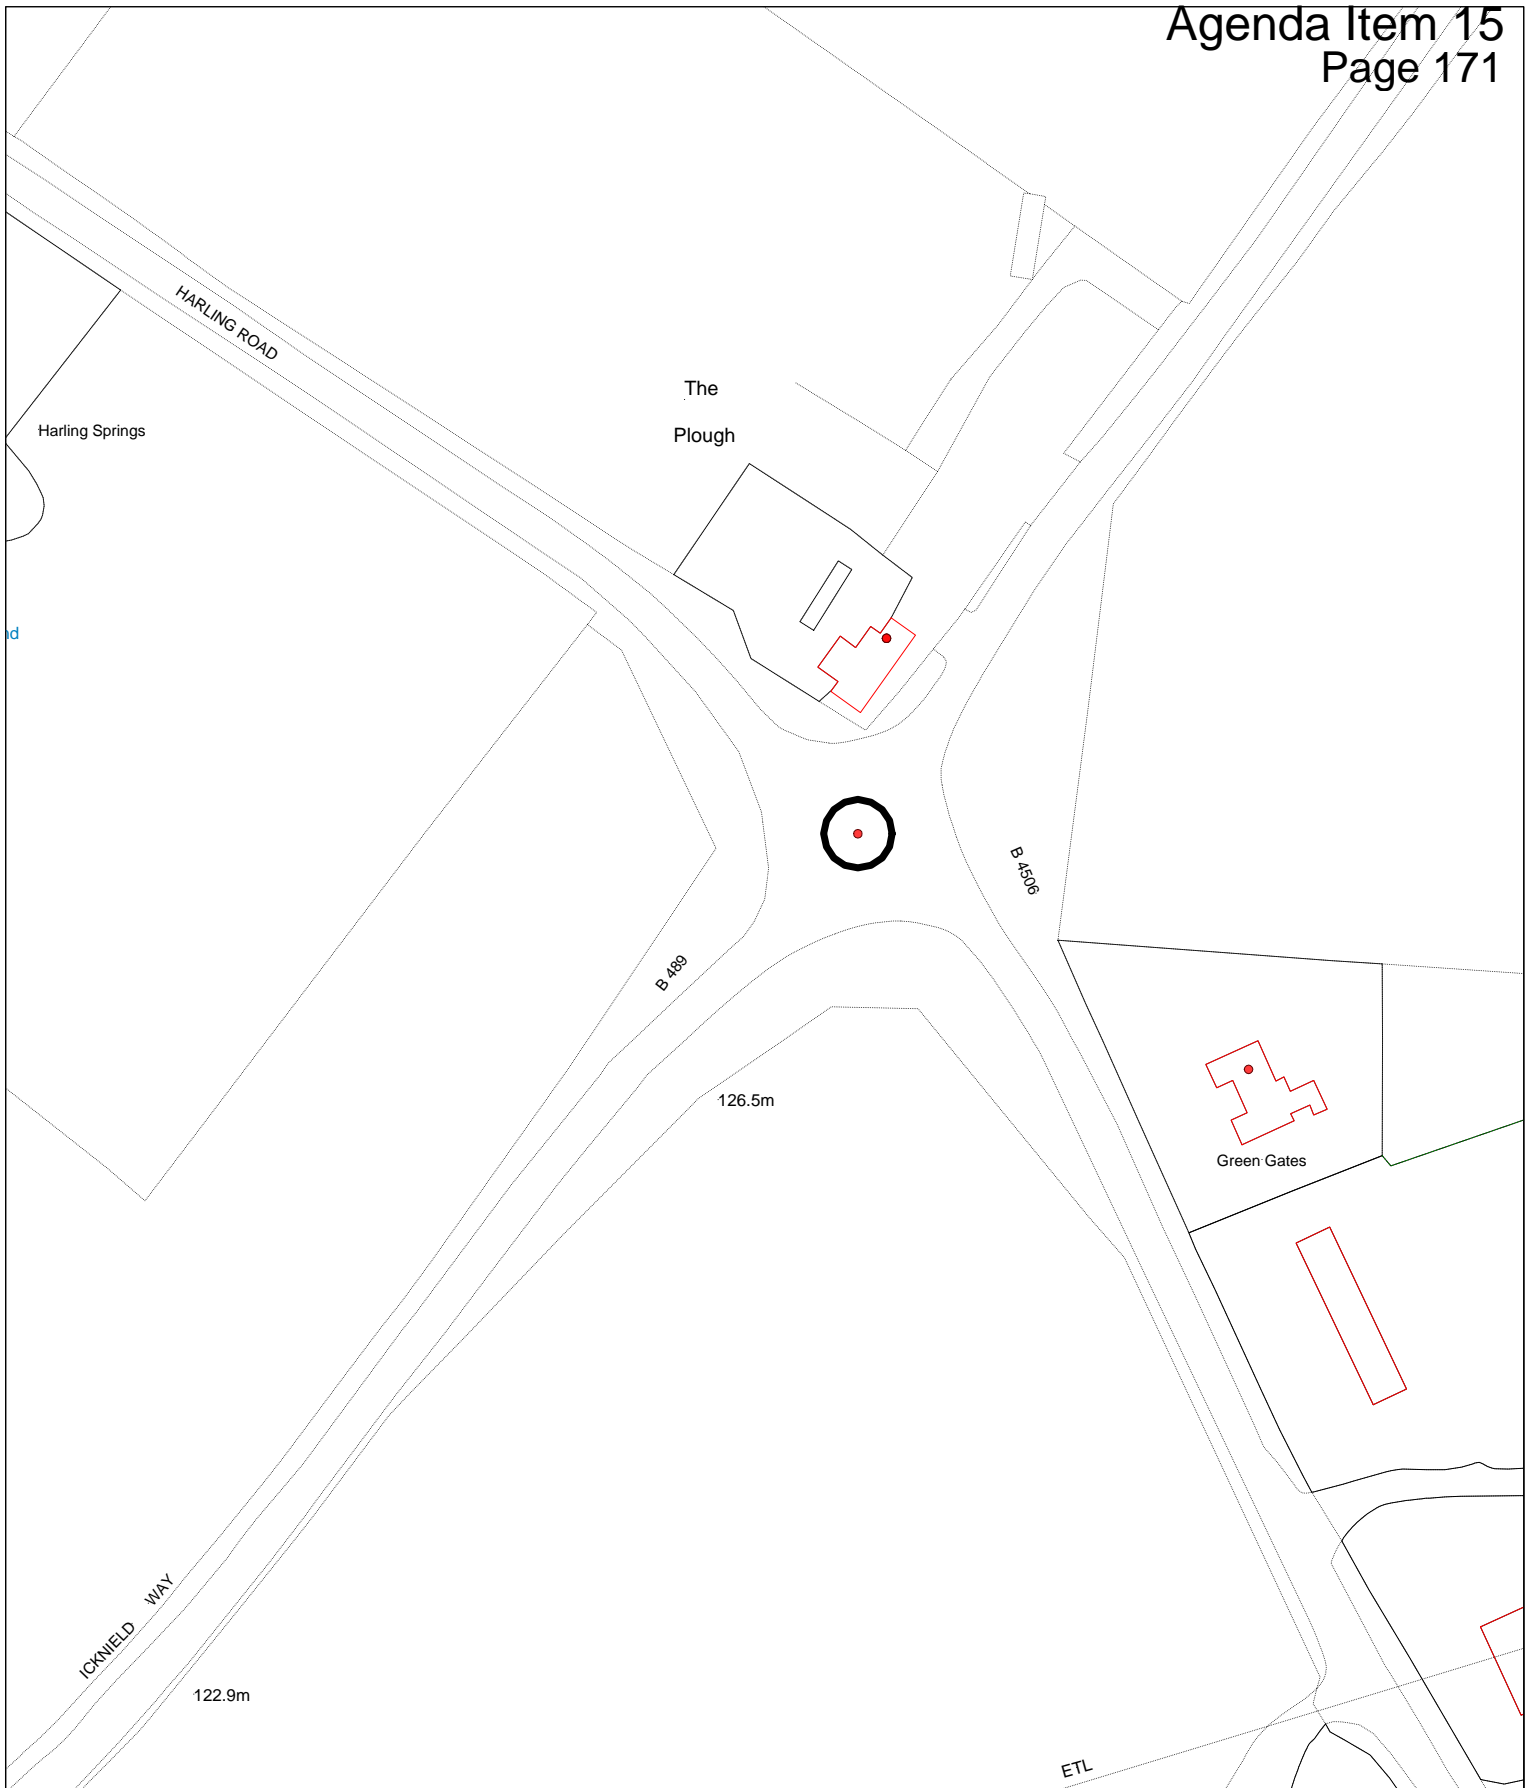 Agenda Item 15
Page 171
HARLING ROAD
The
Plough
Harling Springs
B 4506
B 489
126.5m
Green Gates
ICKNIELD WAY
122.9m
ETL